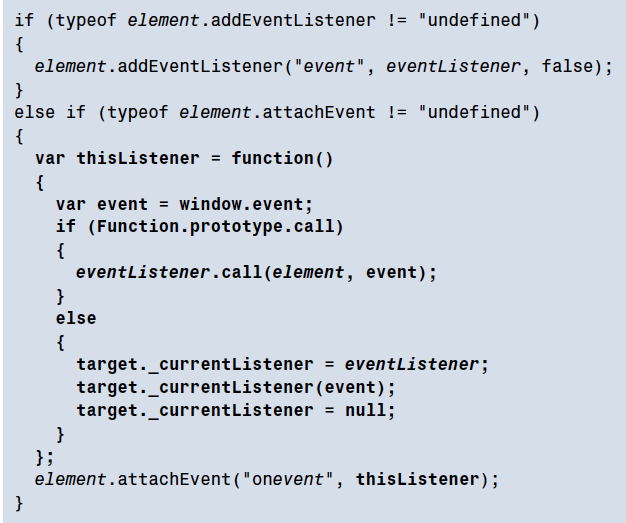 if (typeof element.addEventListener != "undefined")
{
  element.addEventListener("event", eventListener, false);
}
else if (typeof element.attachEvent != "undefined")
{
  var thisListener = function()
  {
    var event = window.event;
    if (Function.prototype.call)
    {
      eventListener.call(element, event);
    }
    else
    {
      target._currentListener = eventListener;
      target._currentListener(event);
      target._currentListener = null;
    }
  };
  element.attachEvent("onevent", thisListener);
}